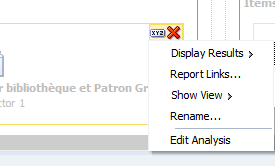 Items
XYZ
Display Results >
Report Links...
r bibliothèque et Patron Gr
Show View >
ctor 1
Rename...
Edit Analysis